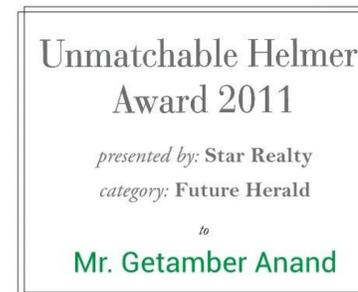 Unmatchable Helmer
Award 2011
presented by: Star Realty
category: Future Herald
to
Mr. Getamber Anand